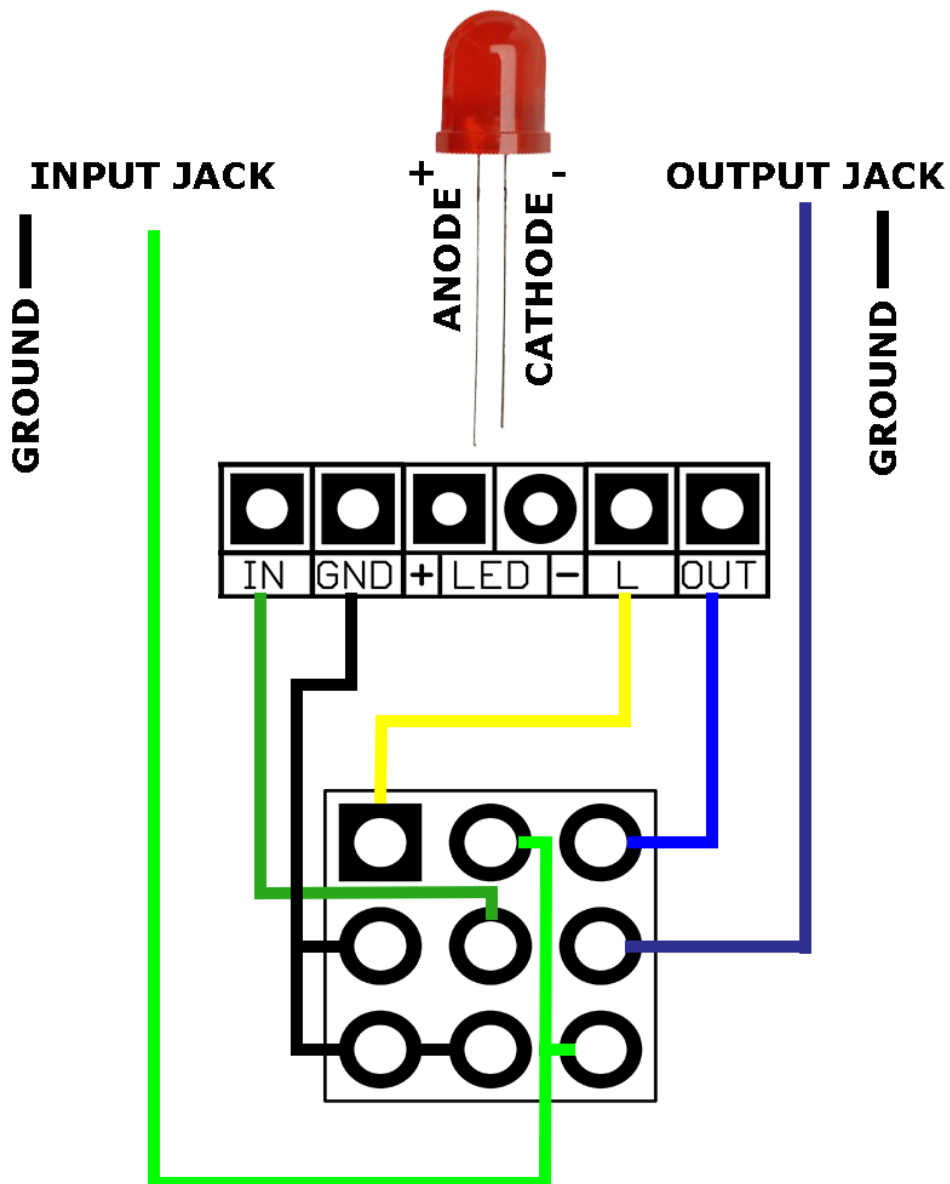 INPUT JACK
+
-
OUTPUT JACK
GROUND
ANODE
CATHODE
GROUND
IN GND + LED - L OUT